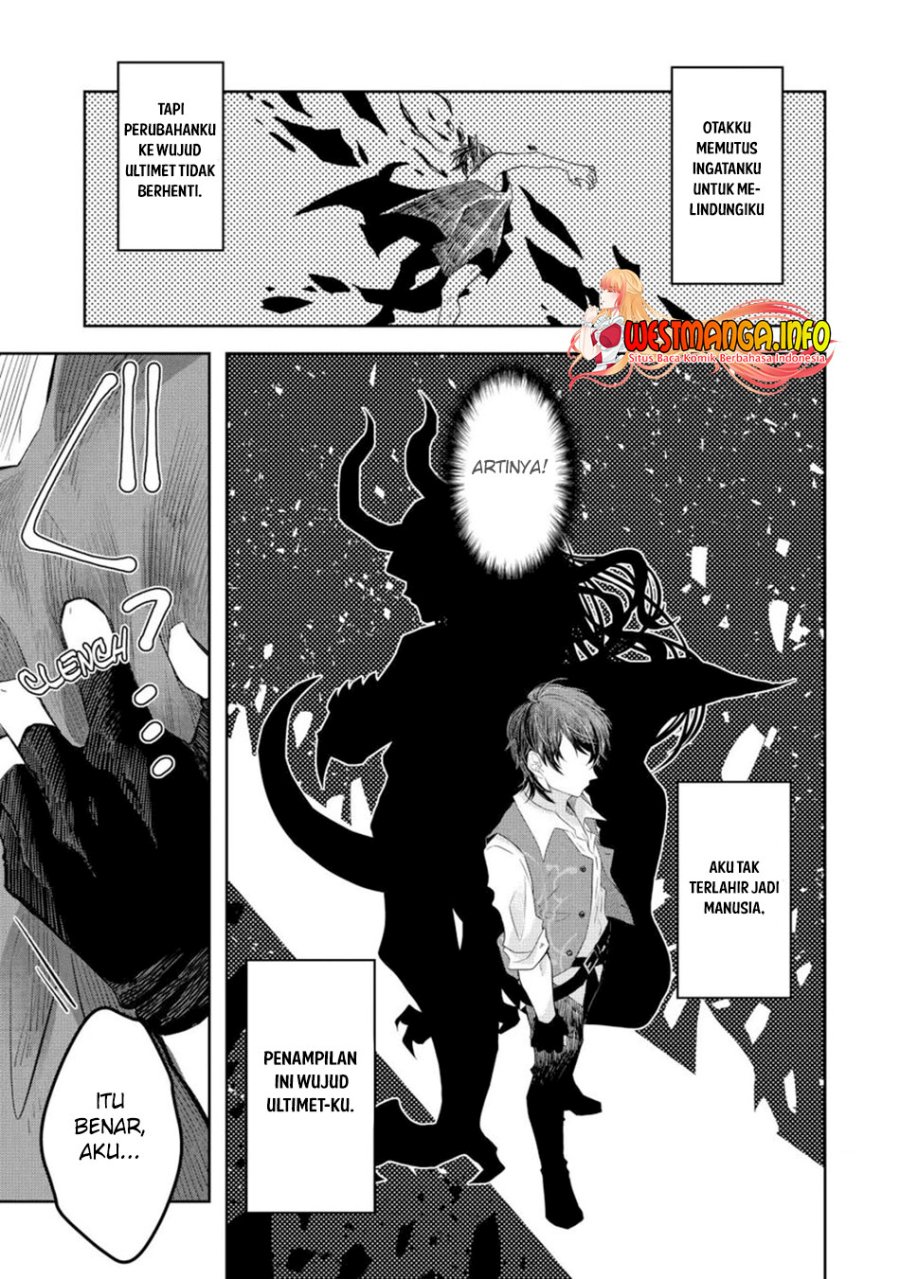 OTAKKU
MEMUTUS
INGATANKU
UNTUK ME-
LINDUNGIKU
TAPI
PERUBAHANKU
KE WUJUD
ULTIMET TIDAK
BERHENTI.
WESTMANGA.INFO
Situs Baca Komik Berbahasa Indonesia
ARTINYA!
AKU TAK
TERLAHIR JADI
MANUSIA.
PENAMPILAN
INI WUJUD
ULTIMET-KU.
CLENCH
ITU
BENAR,
AKU...